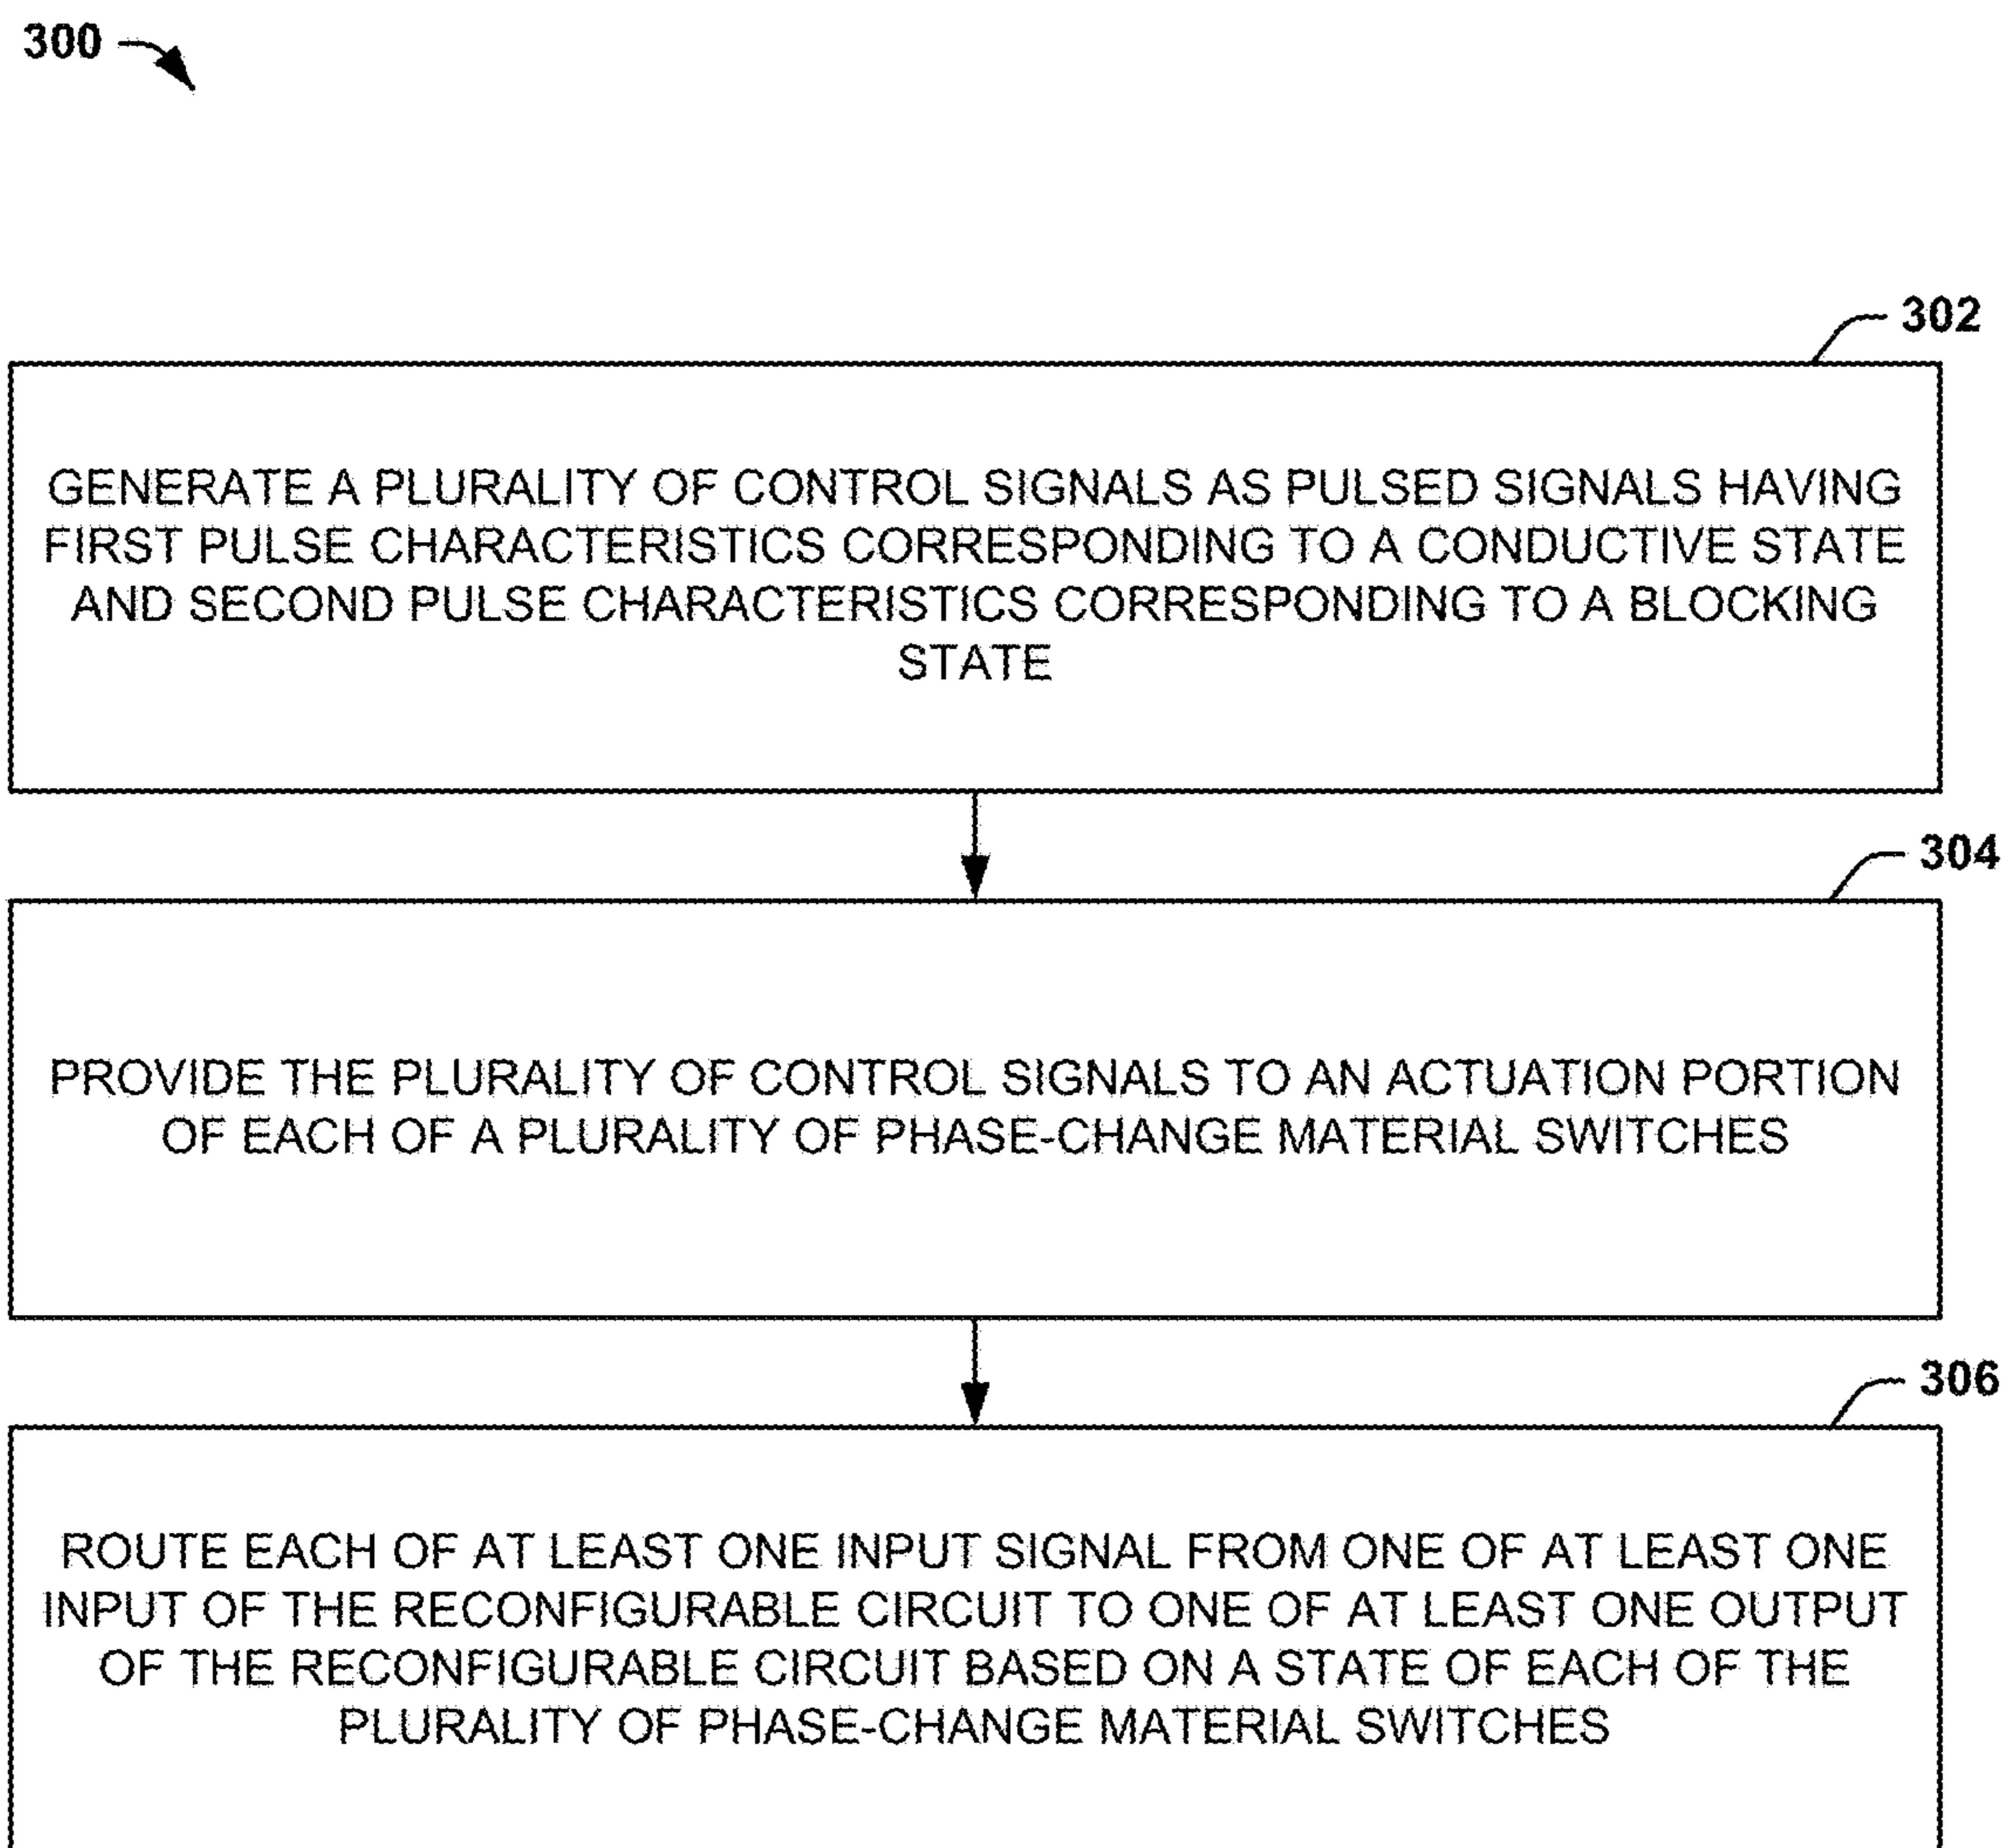 300
302
GENERATE A PLURALITY OF CONTROL SIGNALS AS PULSED SIGNALS HAVING
FIRST PULSE CHARACTERISTICS CORRESPONDING TO A CONDUCTIVE STATE
AND SECOND PULSE CHARACTERISTICS CORRESPONDING TO A BLOCKING
STATE
304
PROVIDE THE PLURALITY OF CONTROL SIGNALS TO AN ACTUATION PORTION
OF EACH OF A PLURALITY OF PHASE-CHANGE MATERIAL SWITCHES
306
ROUTE EACH OF AT LEAST ONE INPUT SIGNAL FROM ONE OF AT LEAST ONE
INPUT OF THE RECONFIGURABLE CIRCUIT TO ONE OF AT LEAST ONE OUTPUT
OF THE RECONFIGURABLE CIRCUIT BASED ON A STATE OF EACH OF THE
PLURALITY OF PHASE-CHANGE MATERIAL SWITCHES